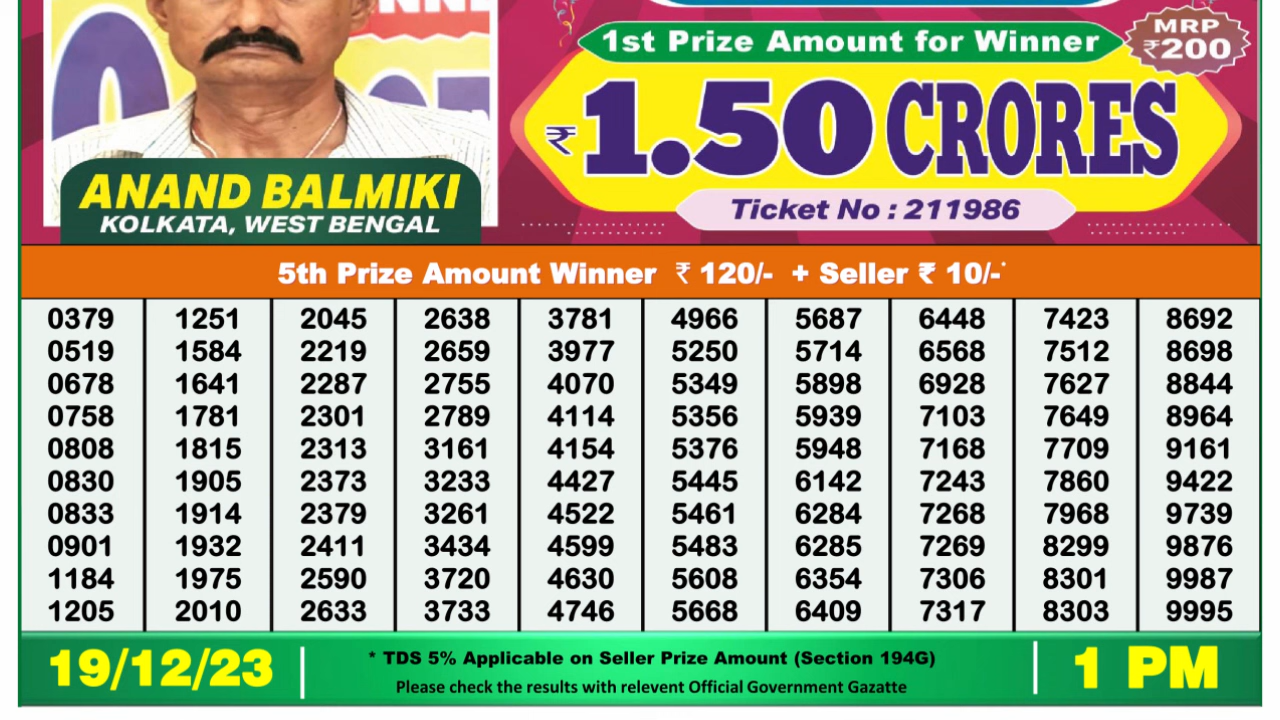 1st Prize Amount for Winner
MRP
₹200
₹1.50 CRORES
Ticket No : 211986
ANAND BALMIKI
KOLKATA, WEST BENGAL
5th Prize Amount Winner ₹ 120/- + Seller ₹ 10/-*
0379 1251 2045 2638 3781 4966 5687 6448 7423 8692
0519 1584 2219 2659 3977 5250 5714 6568 7512 8698
0678 1641 2287 2755 4070 5349 5898 6928 7627 8844
0758 1781 2301 2789 4114 5356 5939 7103 7649 8964
0808 1815 2313 3161 4154 5376 5948 7168 7709 9161
0830 1905 2373 3233 4427 5445 6142 7243 7860 9422
0833 1914 2379 3261 4522 5461 6284 7268 7968 9739
0901 1932 2411 3434 4599 5483 6285 7269 8299 9876
1184 1975 2590 3720 4630 5608 6354 7306 8301 9987
1205 2010 2633 3733 4746 5668 6409 7317 8303 9995
19/12/23
* TDS 5% Applicable on Seller Prize Amount (Section 194G)
Please check the results with relevent Official Government Gazatte
1 PM